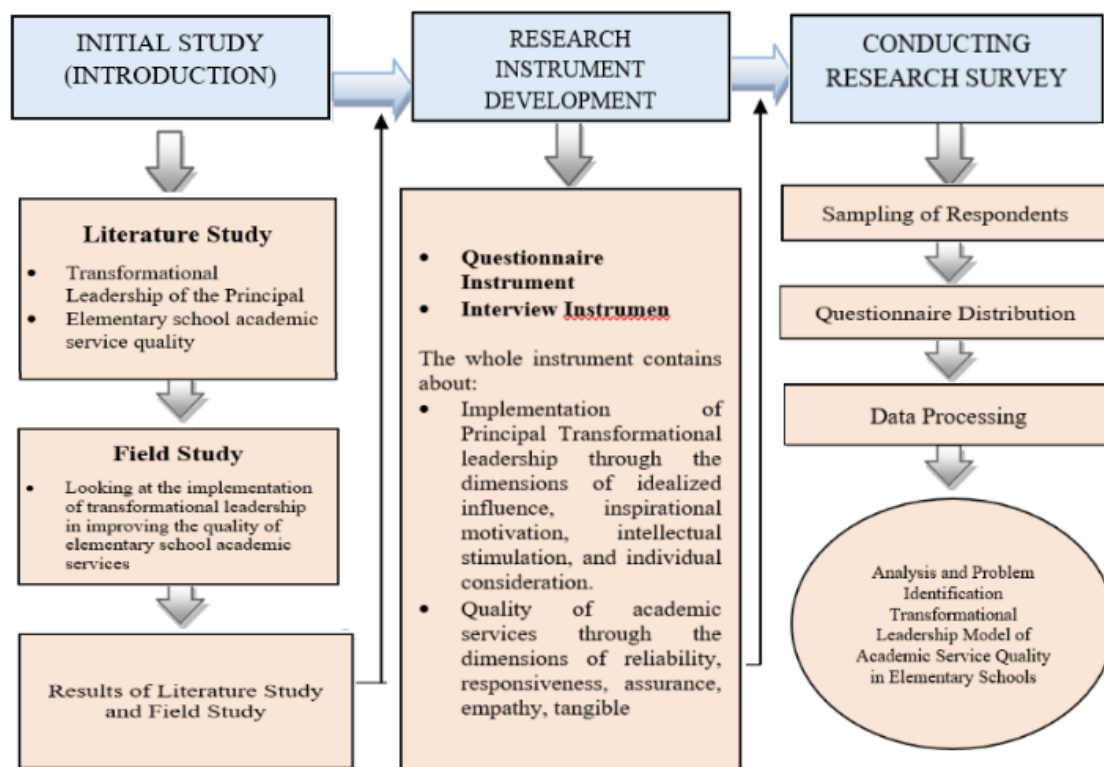 INITIAL STUDY
(INTRODUCTION)
Literature Study
• Transformational
Leadership of the Principal
• Elementary school academic
service quality
Field Study
• Looking at the implementation
of transformational leadership
in improving the quality of
elementary school academic
services
Results of Literature Study
and Field Study
RESEARCH
INSTRUMENT
DEVELOPMENT
• Questionnaire
Instrument
• Interview Instrumen
The whole instrument contains
about:
• Implementation of
Principal Transformational
leadership through the
dimensions of idealized
influence, inspirational
motivation, intellectual
stimulation, and individual
consideration.
• Quality of academic
services through the
dimensions of reliability,
responsiveness, assurance,
empathy, tangible
CONDUCTING
RESEARCH SURVEY
Sampling of Respondents
Questionnaire Distribution
Data Processing
Analysis and Problem
Identification
Transformational
Leadership Model of
Academic Service Quality
in Elementary Schools